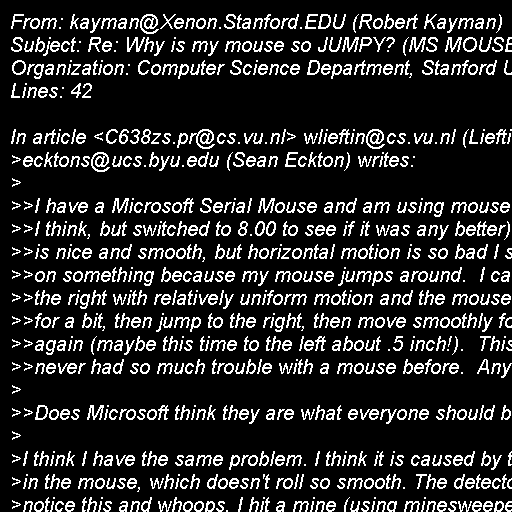 From: kayman@Xenon.Stanford.EDU (Robert Kayman)
Subject: Re: Why is my mouse so JUMPY? (MS MOUSE
Organization: Computer Science Department, Stanford U
Lines: 42

In article <C638zs.pr@cs.vu.nl> wlieftin@cs.vu.nl (Liefti
>ecktons@ucs.byu.edu (Sean Eckton) writes:
>
>>I have a Microsoft Serial Mouse and am using mouse
>>I think, but switched to 8.00 to see if it was any better)
>>is nice and smooth, but horizontal motion is so bad I s
>>on something because my mouse jumps around.  I ca
>>the right with relatively uniform motion and the mouse
>>for a bit, then jump to the right, then move smoothly fo
>>again (maybe this time to the left about .5 inch!).  This
>>never had so much trouble with a mouse before.  Any
>
>>Does Microsoft think they are what everyone should b
>
>I think I have the same problem. I think it is caused by t
>in the mouse, which doesn't roll so smooth. The detecto
>notice this and whoops, I hit a mine (using minesweepe